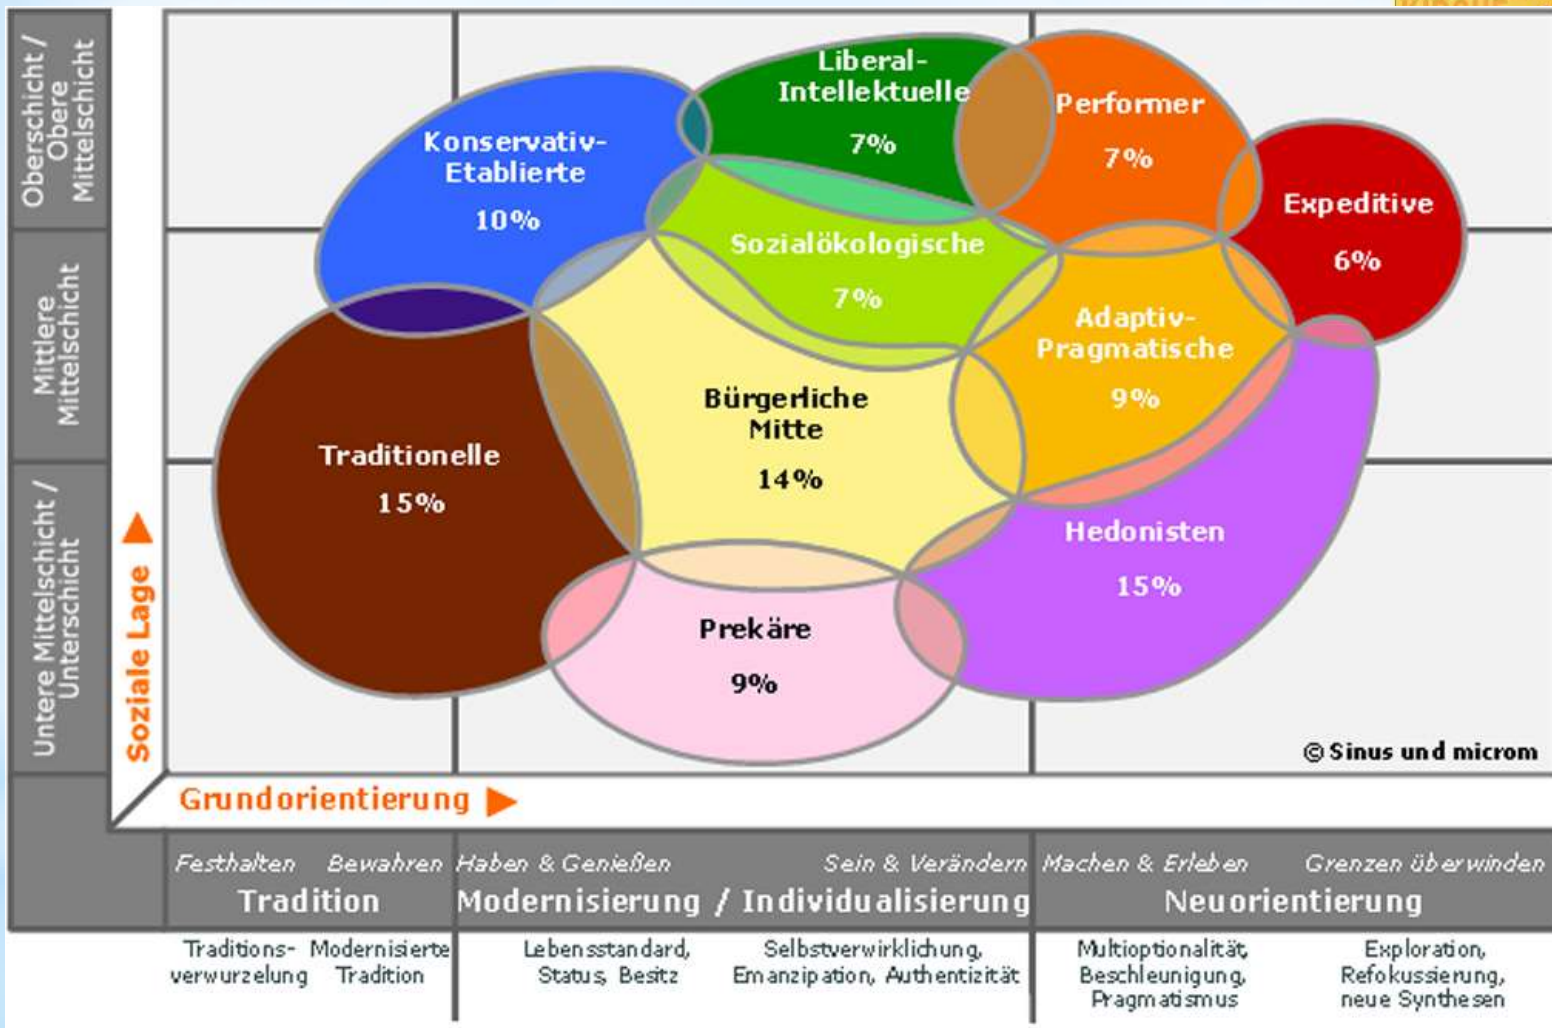 Oberschicht /
Obere
Mittelschicht
Mittlere
Mittelschicht
Untere Mittelschicht /
Unterschicht
Soziale Lage
Konservativ-
Etablierte
10%
Liberal-
Intellektuelle
7%
Performer
7%
Expeditive
6%
Sozialökologische
7%
Adaptiv-
Pragmatische
9%
Bürgerliche
Mitte
14%
Traditionelle
15%
Hedonisten
15%
Prekäre
9%
© Sinus und microm
Grundorientierung
Festhalten Bewahren Haben & Genießen Sein & Verändern Machen & Erleben Grenzen überwinden
Tradition Modernisierung / Individualisierung Neuorientierung
Traditions-
verwurzelung
Modernisierte
Tradition
Lebensstandard,
Status, Besitz
Selbstverwirklichung,
Emanzipation, Authentizität
Multioptionalität,
Beschleunigung,
Pragmatismus
Exploration,
Refokussierung,
neue Synthesen